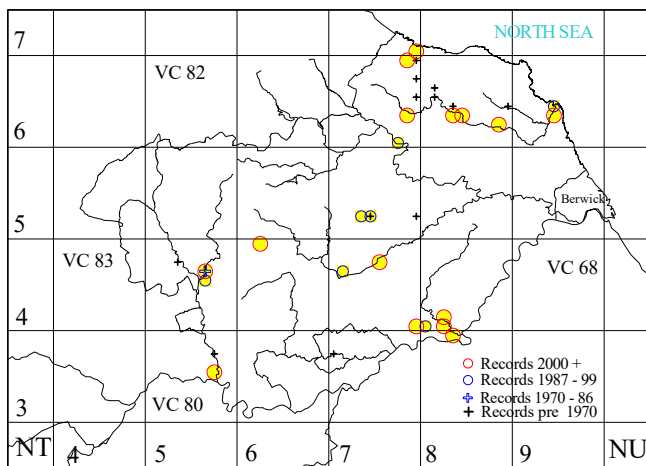 7
NORTH SEA
VC 82
6
Berwick
5
VC 83
VC 68
4
Records 2000 +
Records 1987 - 99
Records 1970 - 86
VC 80
Records pre 1970
3
NT 4 5 6 7 8 9 NU